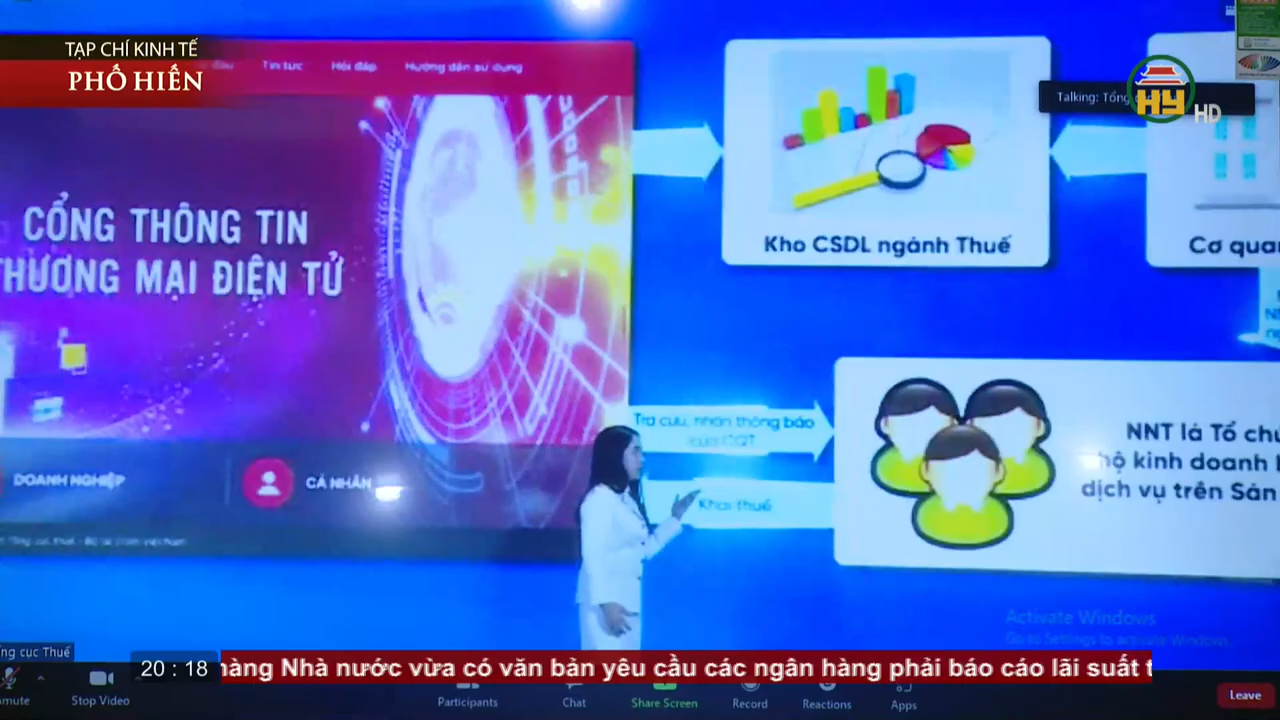 TẠP CHÍ KINH TẾ
PHỐ HIẾN
Tin tức Hỏi đáp Hướng dẫn sử dụng
CỔNG THÔNG TIN
THƯƠNG MẠI ĐIỆN TỬ
DOANH NGHIỆP
CÁ NHÂN
Kho CSDL ngành Thuế
Talking: Tổng
HY HD
Cơ quan
Tra cứu, nhận thông báo
của CQT
Khai thuế
NNT là Tổ chứ
hộ kinh doanh
dịch vụ trên Sàn
Activate Windows
Go to Settings to activate Windows.
ng cục Thuế
20 : 18
hàng Nhà nước vừa có văn bản yêu cầu các ngân hàng phải báo cáo lãi suất t
mute
Stop Video
Participants
Chat
Share Screen
Record
Reactions
Apps
Leave